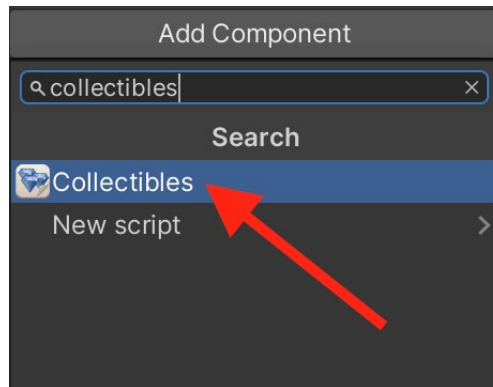 Add Component
collectibles
Search
Collectibles
New script